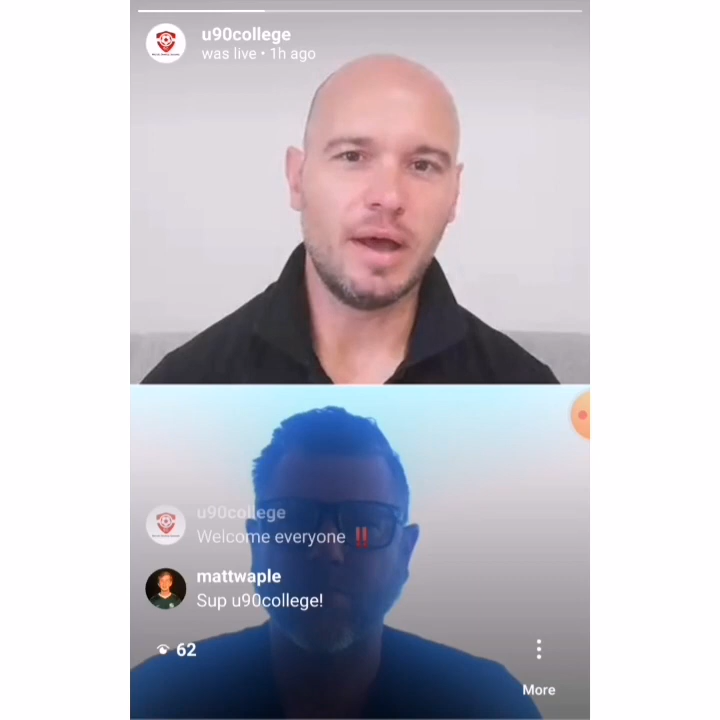 u90college
was live • 1h ago
u90college
Welcome everyone ‼️
mattwaple
Sup u90college!
62
More